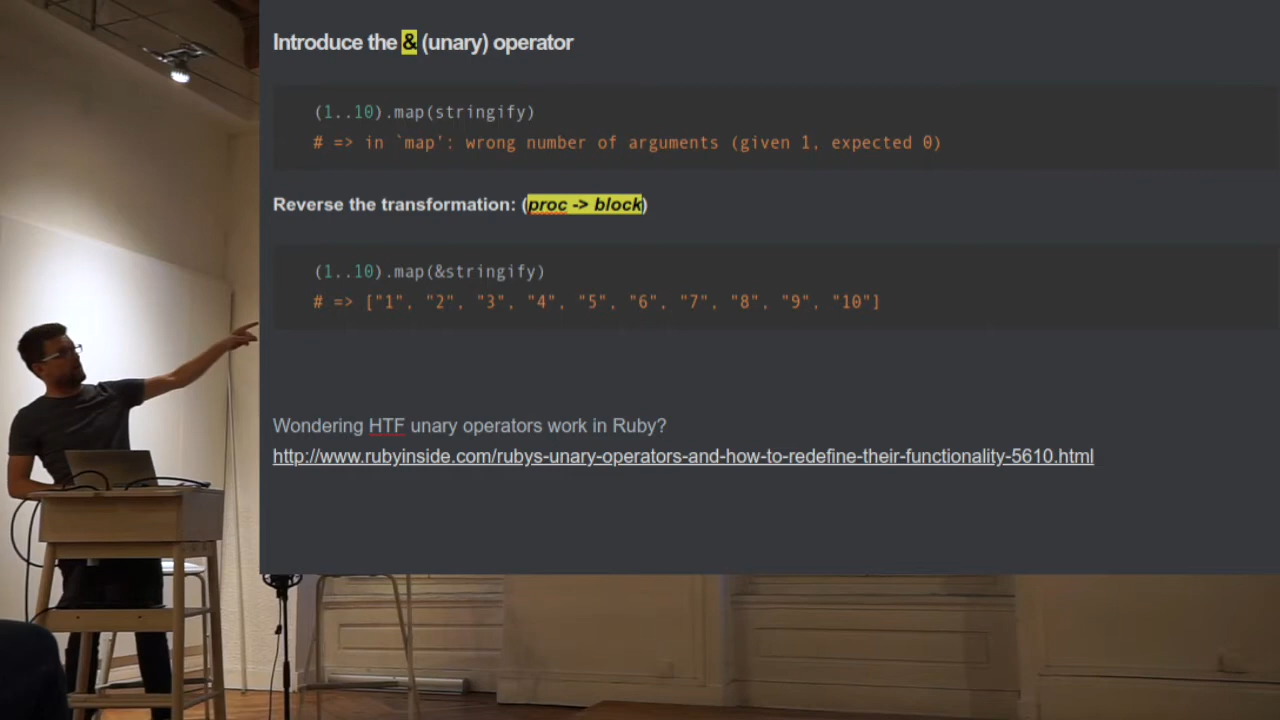 Introduce the & (unary) operator
(1..10).map(stringify)
# => in `map': wrong number of arguments (given 1, expected 0)
Reverse the transformation: (proc -> block)
(1..10).map(&stringify)
# => ["1", "2", "3", "4", "5", "6", "7", "8", "9", "10"]
Wondering HTF unary operators work in Ruby?
http://www.rubyinside.com/rubys-unary-operators-and-how-to-redefine-their-functionality-5610.html